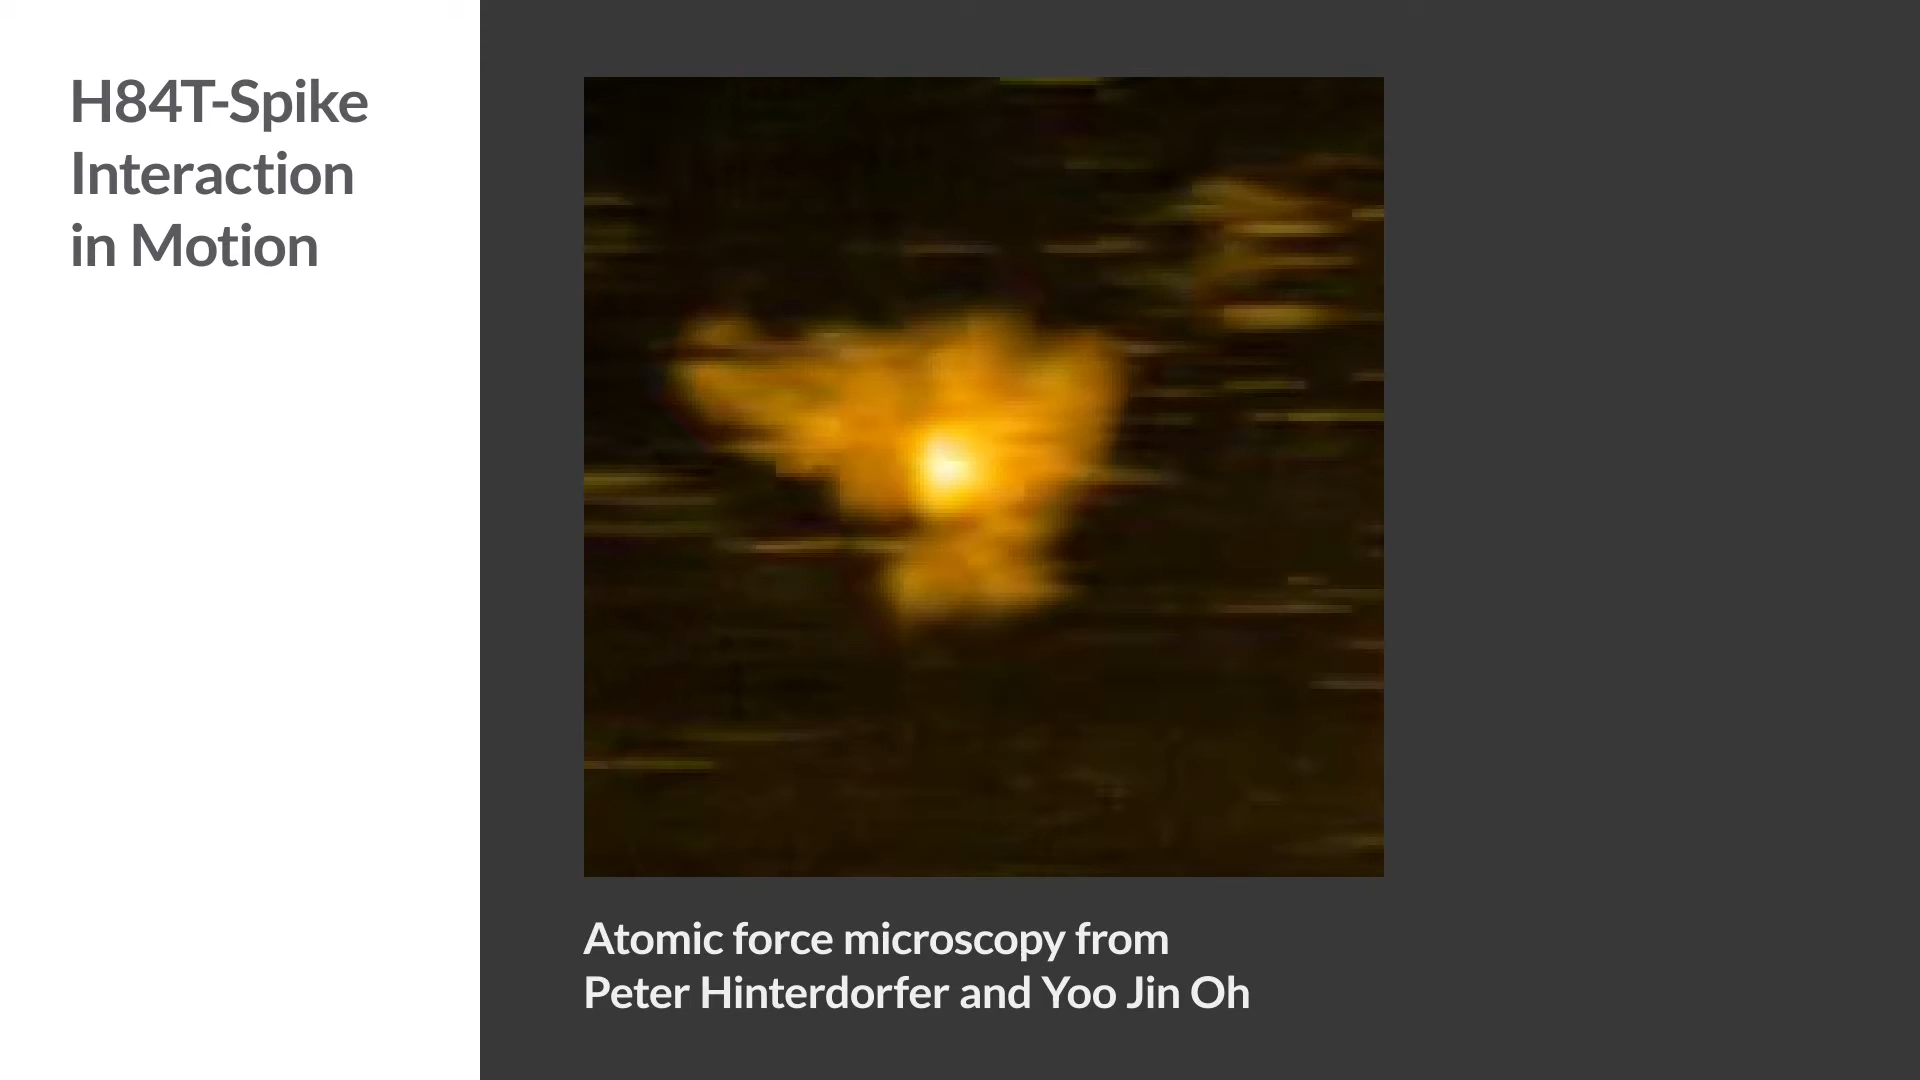 H84T-Spike
Interaction
in Motion
Atomic force microscopy from
Peter Hinterdorfer and Yoo Jin Oh